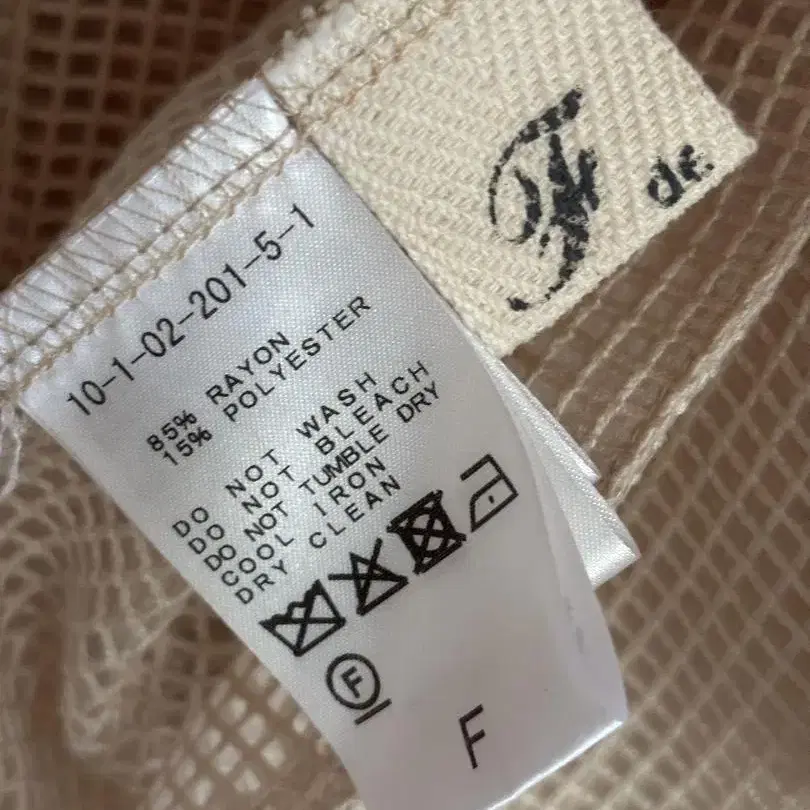 F de.
10-1-02-201-5-1
85% RAYON
15% POLYESTER
DO NOT WASH
DO NOT BLEACH
DO NOT TUMBLE DRY
COOL IRON
DRY CLEAN
F
F